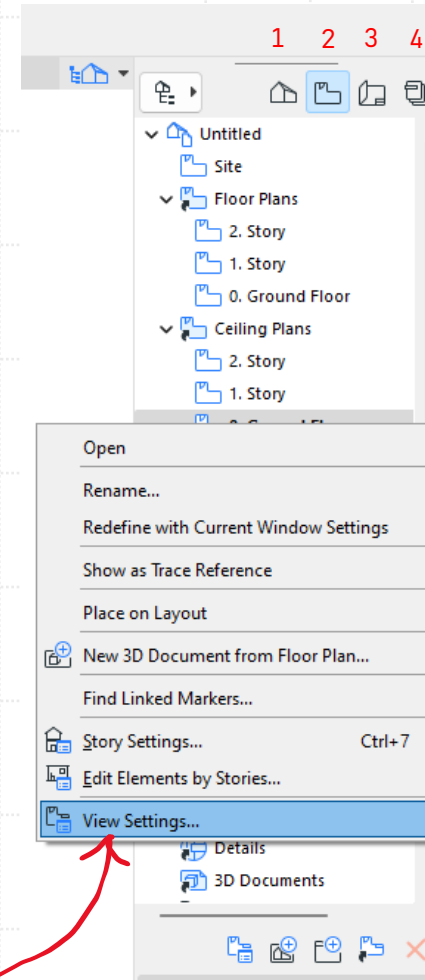 1 2 3 4
Untitled
Site
Floor Plans
2. Story
1. Story
0. Ground Floor
Ceiling Plans
2. Story
1. Story
Open
Rename...
Redefine with Current Window Settings
Show as Trace Reference
Place on Layout
New 3D Document from Floor Plan...
Find Linked Markers...
Story Settings... Ctrl+7
Edit Elements by Stories...
View Settings...
Details
3D Documents